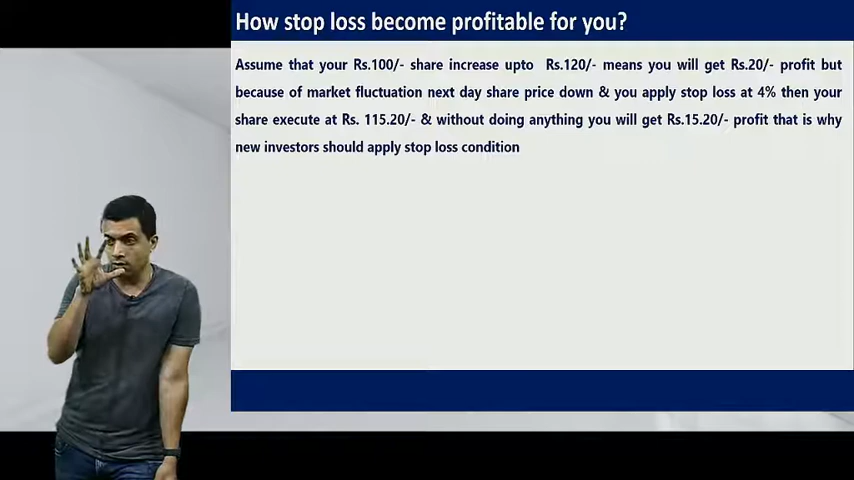 How stop loss become profitable for you?
Assume that your Rs.100/- share increase upto Rs.120/- means you will get Rs.20/- profit but
because of market fluctuation next day share price down & you apply stop loss at 4% then your
share execute at Rs. 115.20/- & without doing anything you will get Rs.15.20/- profit that is why
new investors should apply stop loss condition